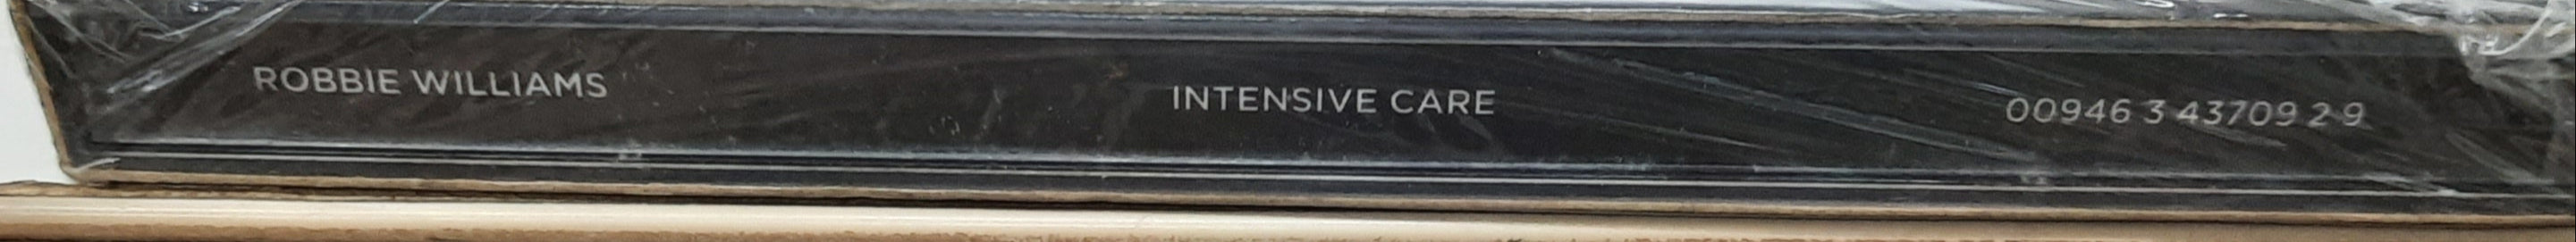 ROBBIE WILLIAMS INTENSIVE CARE 00946 3 43709 2 9